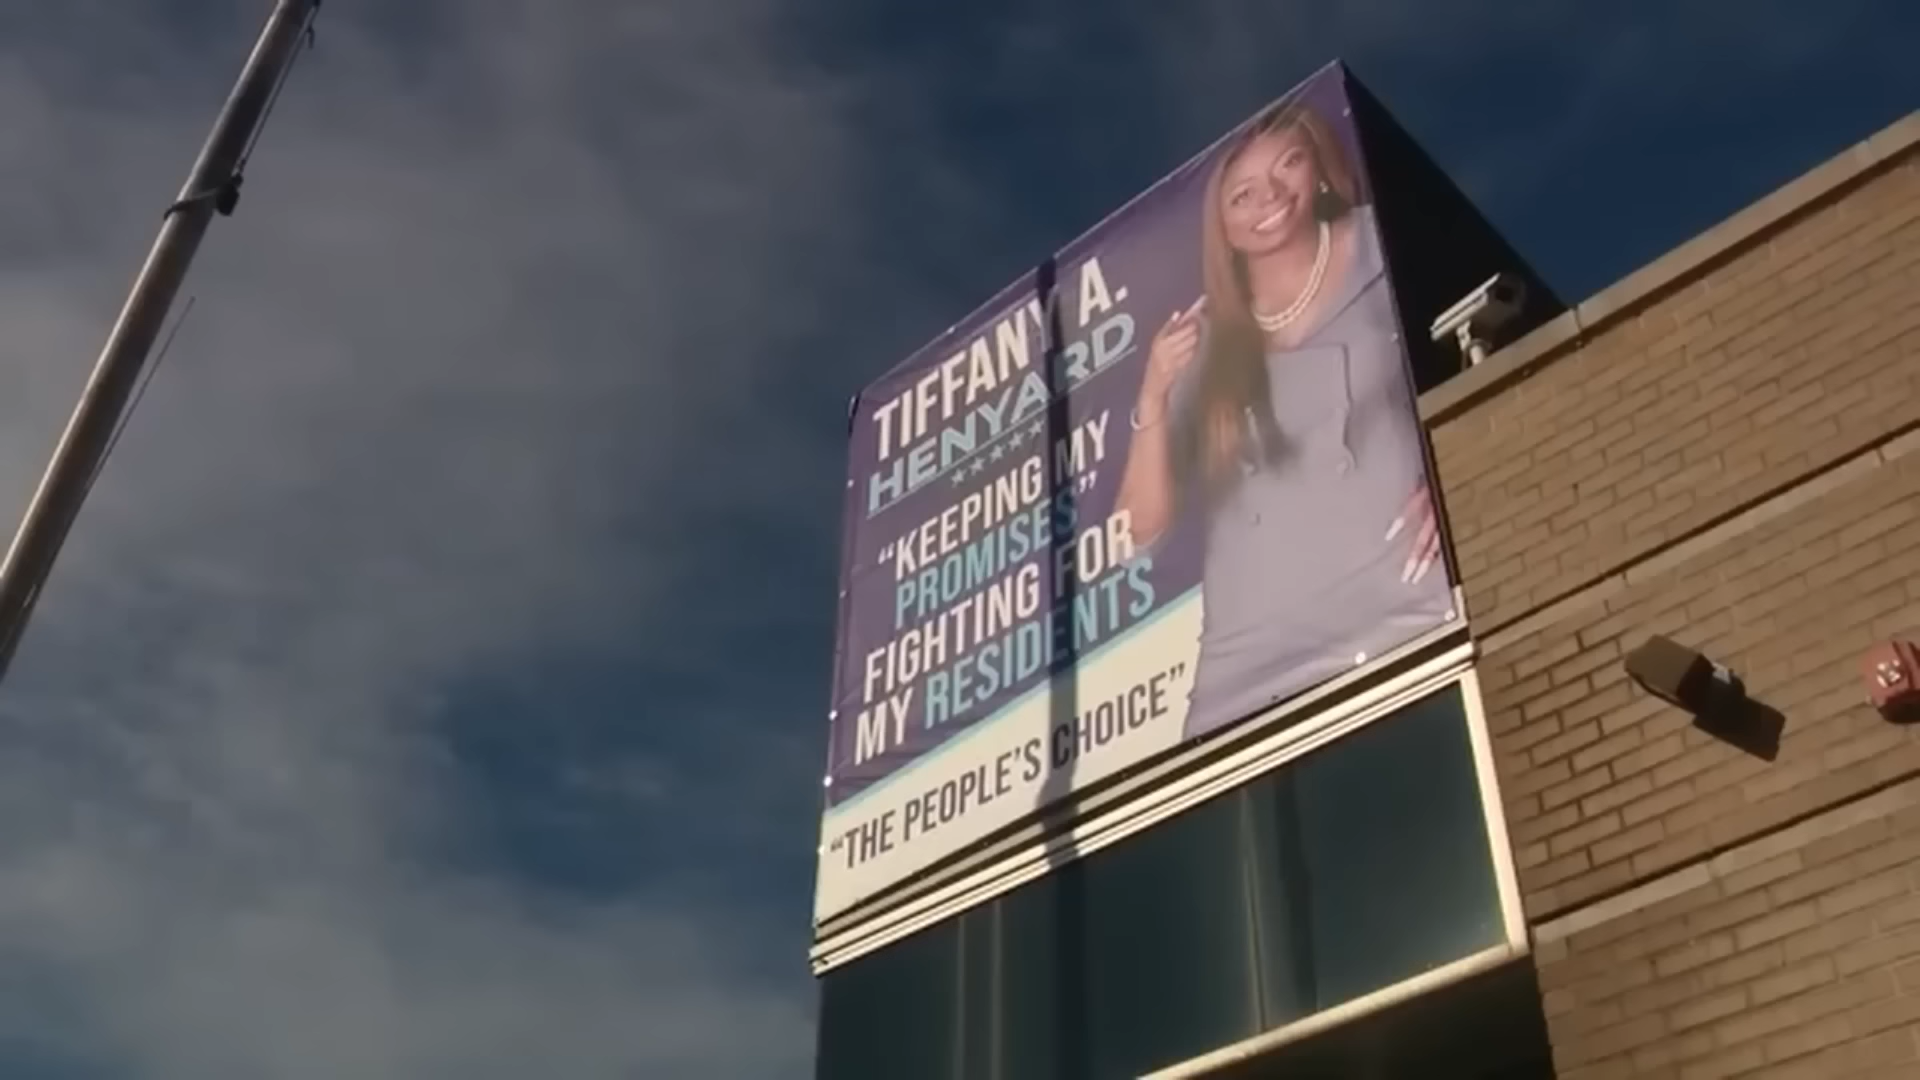 TIFFANY A.
HENYARD
“KEEPING MY
PROMISES”
FIGHTING FOR
MY RESIDENTS
“THE PEOPLE’S CHOICE”